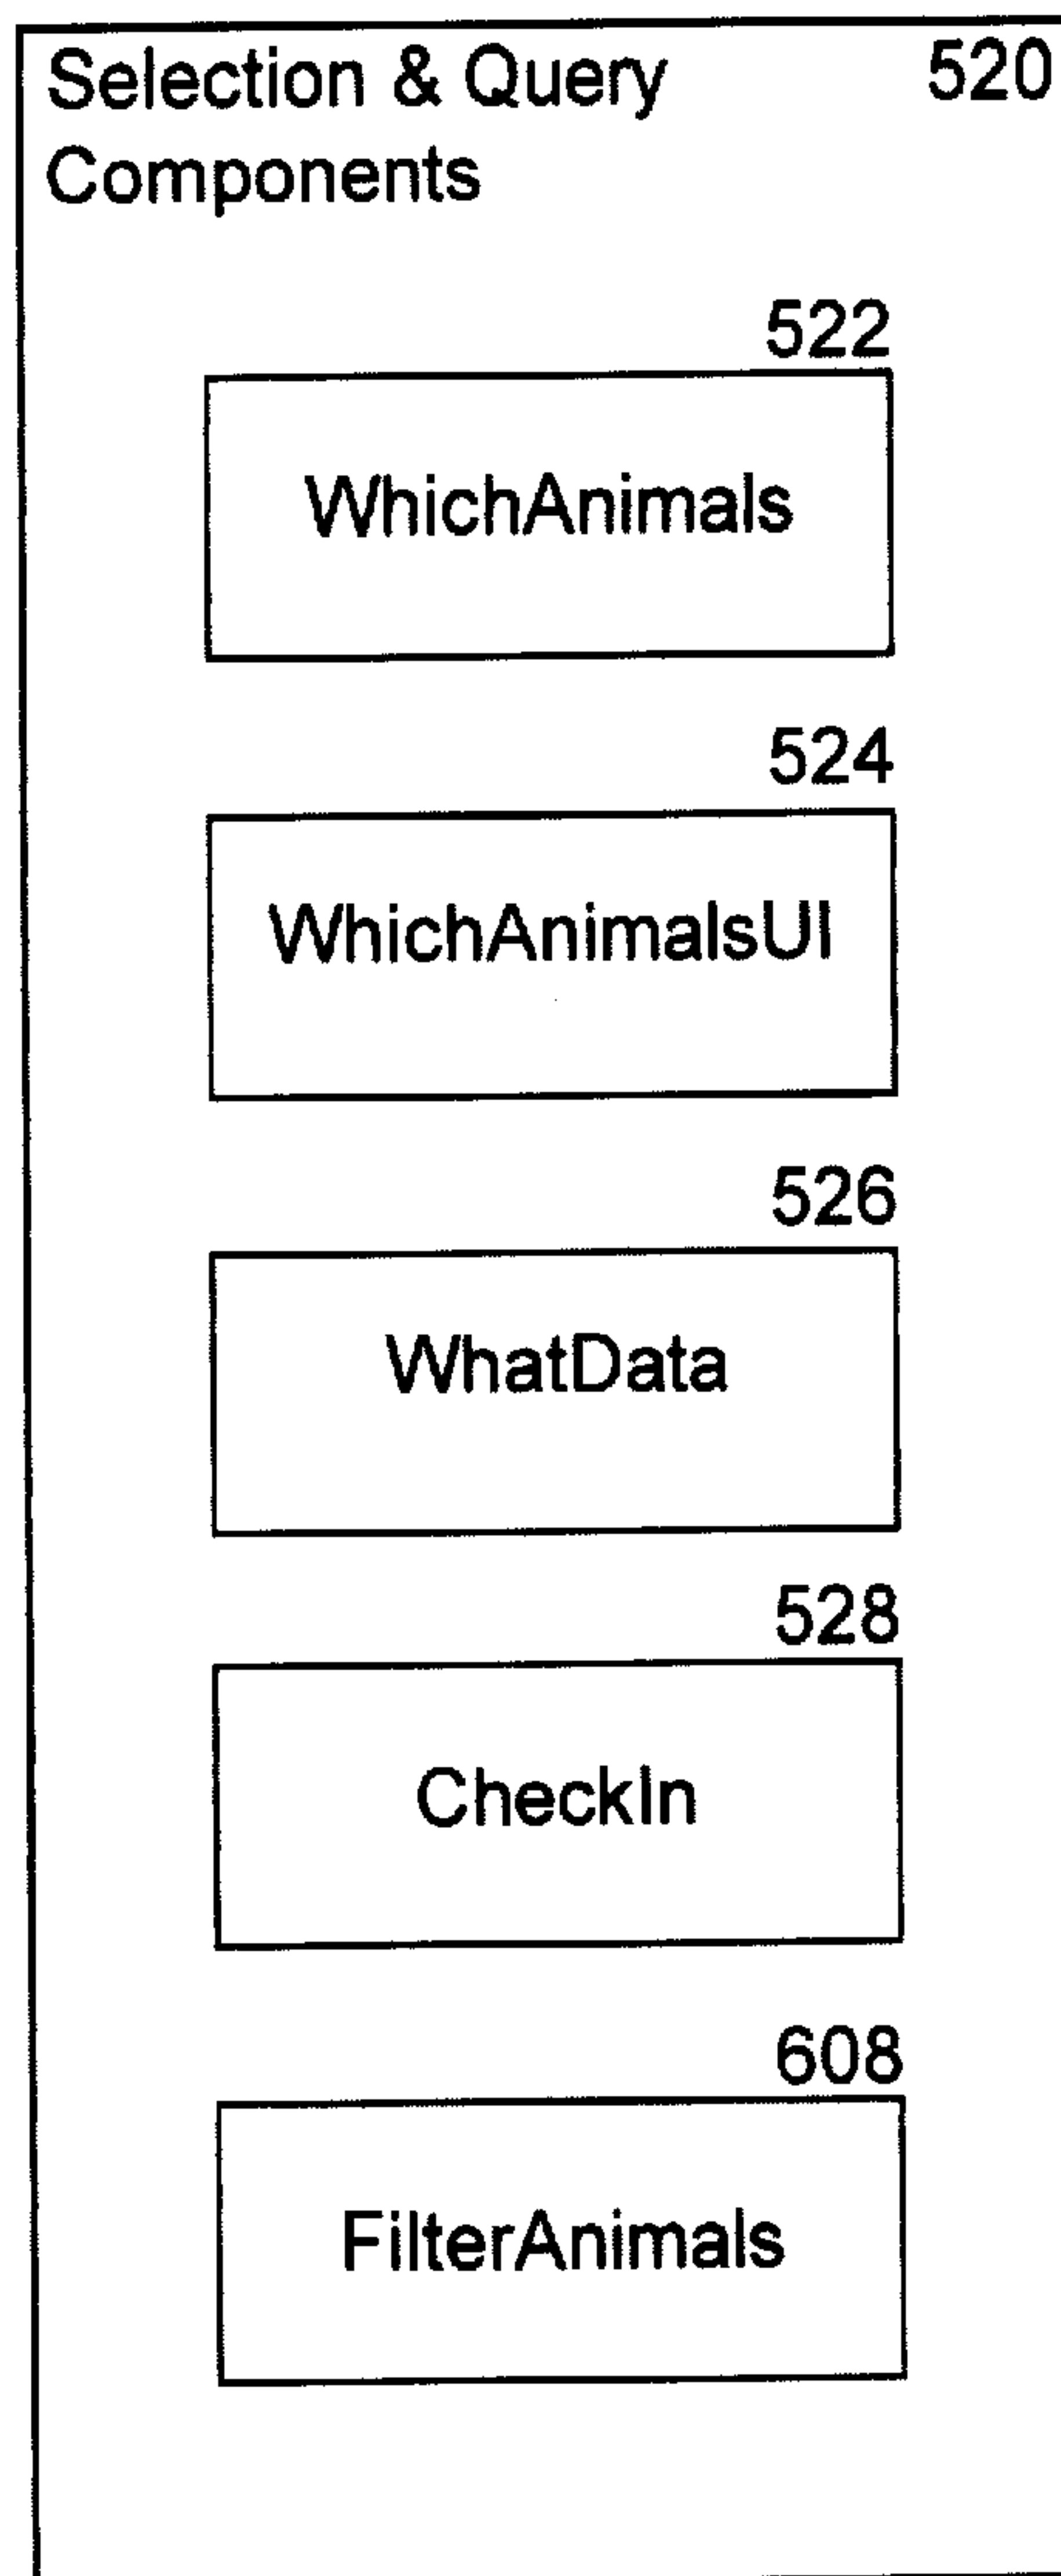 Selection & Query 520
Components
522
WhichAnimals
524
WhichAnimalsUI
526
WhatData
528
CheckIn
608
FilterAnimals